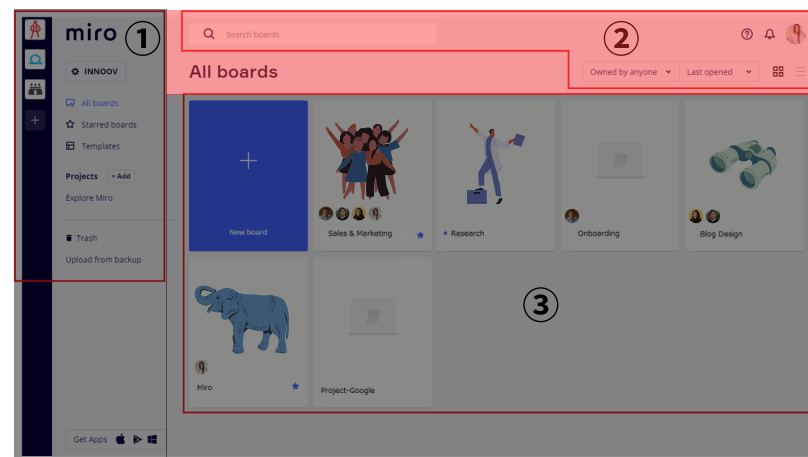 miro
①
INNOOV
All boards
Starred boards
Templates
Projects + Add
Explore Miro
Trash
Upload from backup
Get Apps
Search boards
②
All boards
Owned by anyone
Last opened
New board
Sales & Marketing
Research
Onboarding
Blog Design
③
Miro
Project-Google